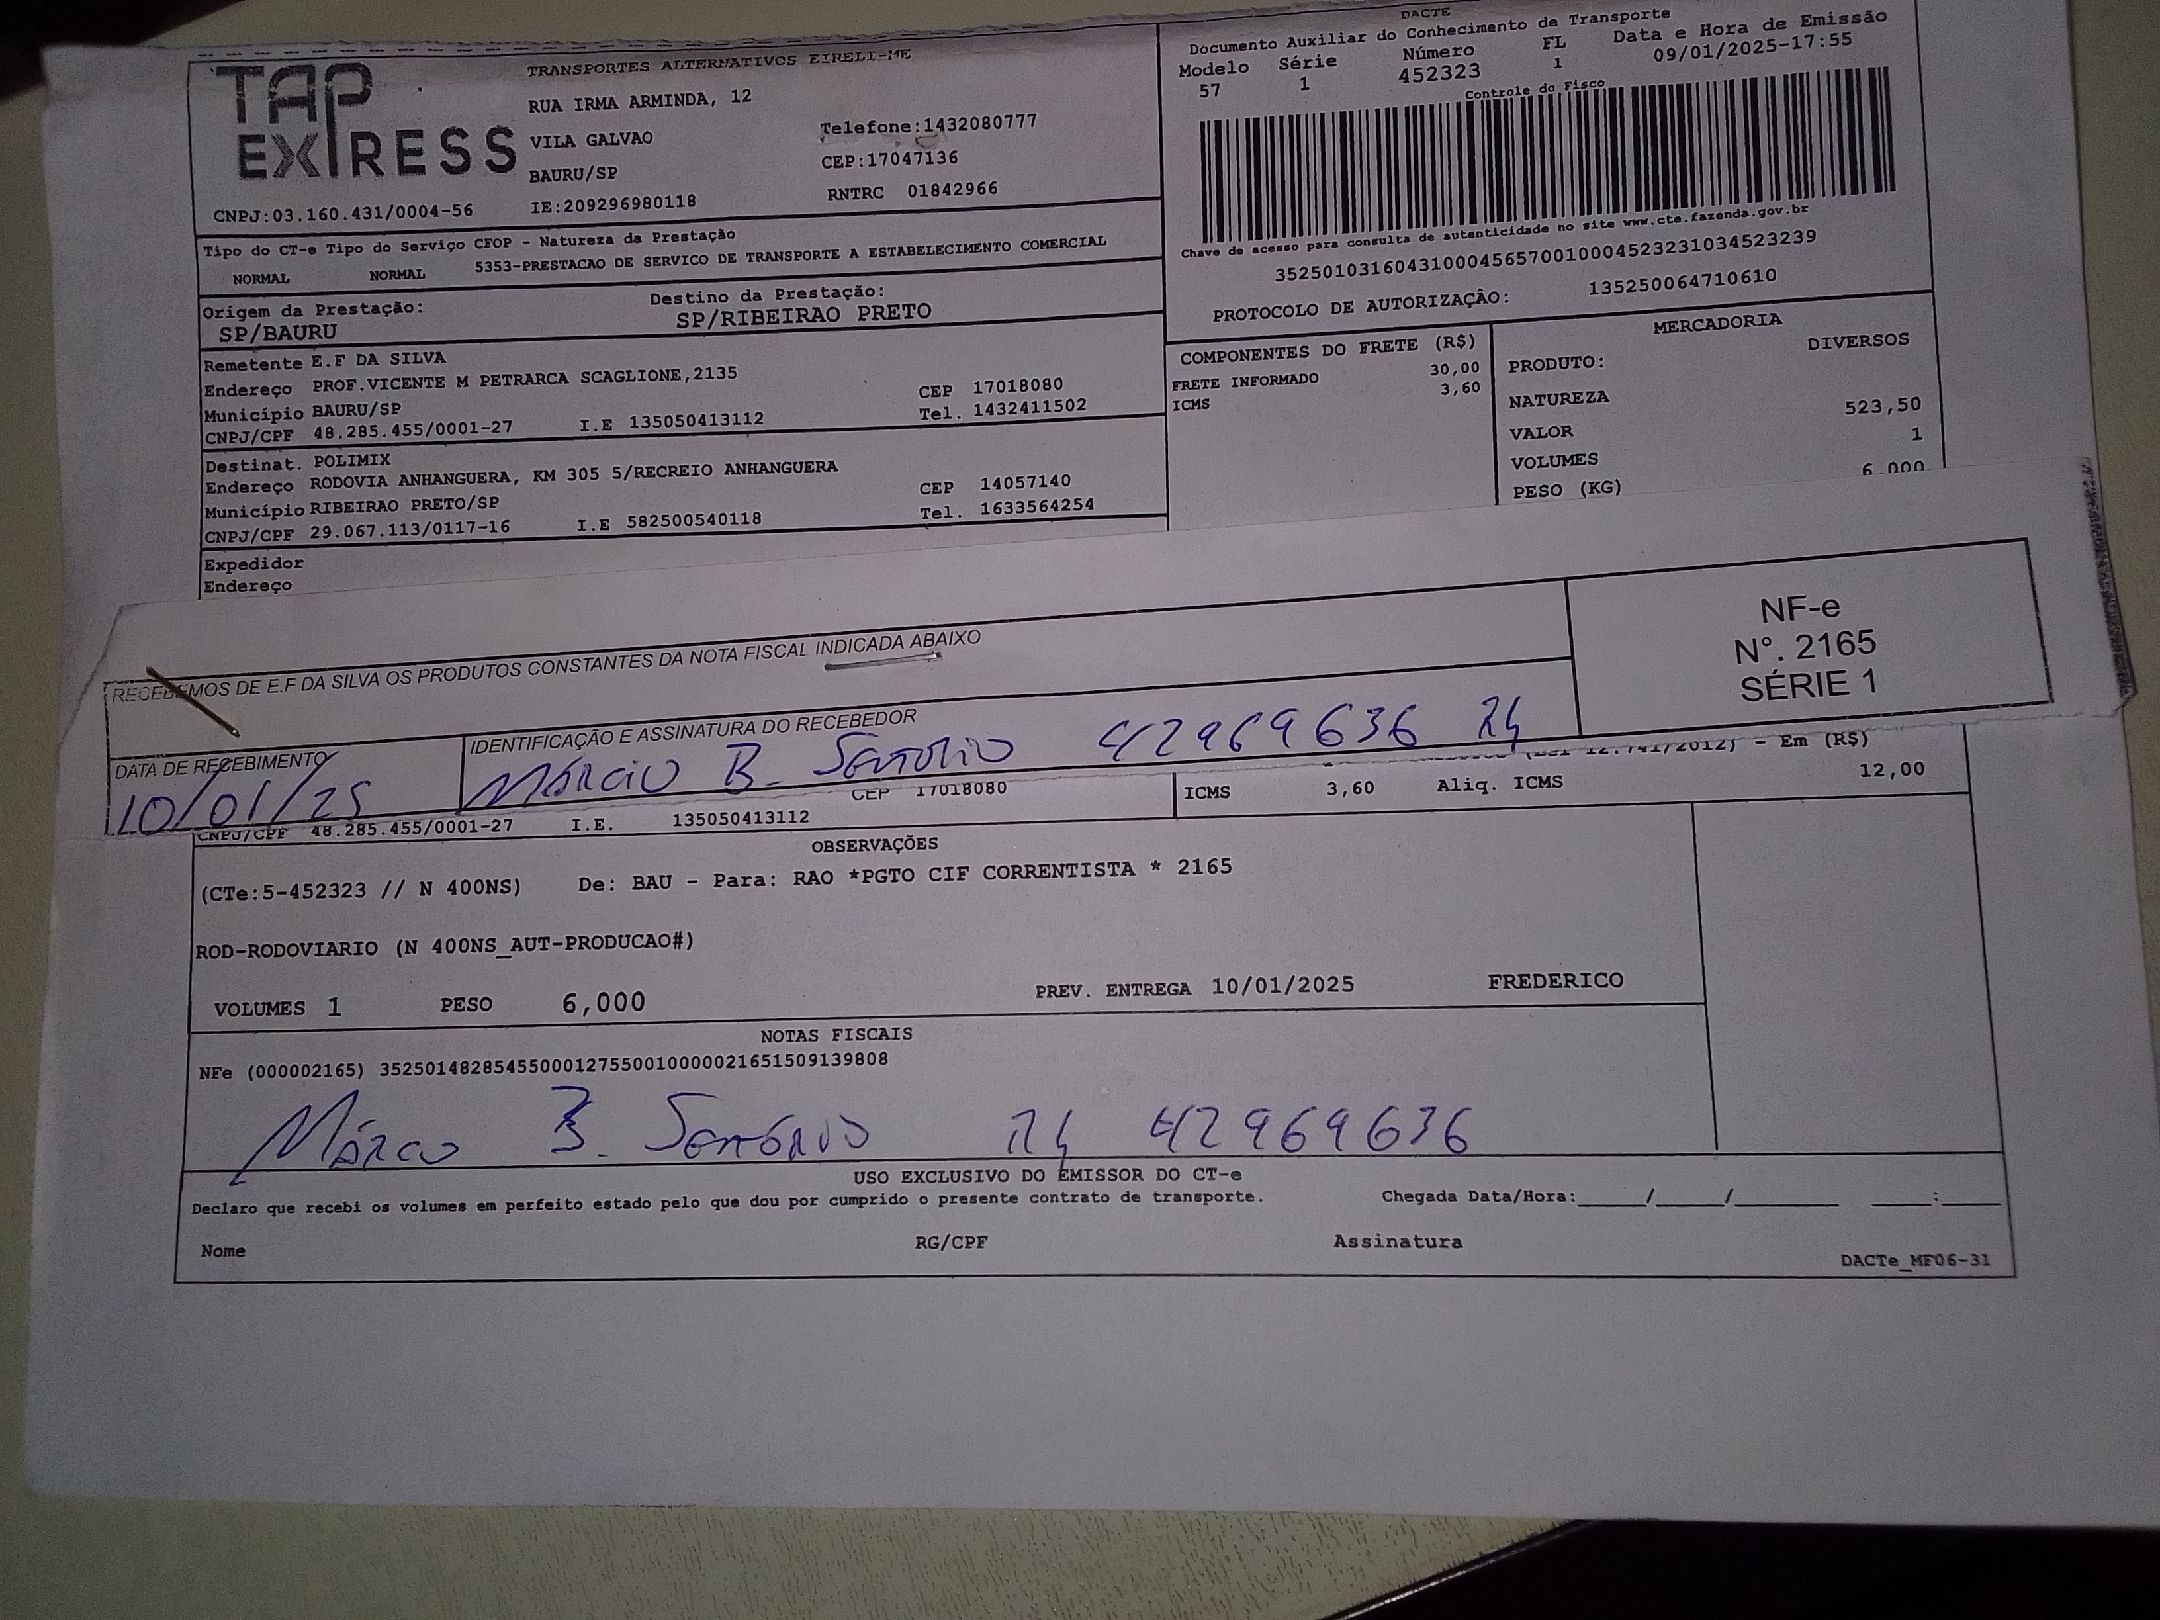 DACTE
Documento Auxiliar do Conhecimento de Transporte
Modelo Série Número FL Data e Hora de Emissão
57 1 452323 1 09/01/2025-17:55
Controle do Fisco
TAP EXPRESS
TRANSPORTES ALTERNATIVOS EIRELI-ME
RUA IRMA ARMINDA, 12
VILA GALVAO Telefone:1432080777
BAURU/SP CEP:17047136
CNPJ:03.160.431/0004-56 IE:209296980118 RNTRC 01842966
Chave de acesso para consulta de autenticidade no site www.cte.fazenda.gov.br
35250103160431000456570010004523231034523239
PROTOCOLO DE AUTORIZAÇÃO: 135250064710610
Tipo do CT-e Tipo do Serviço CFOP - Natureza da Prestação
NORMAL NORMAL 5353-PRESTACAO DE SERVICO DE TRANSPORTE A ESTABELECIMENTO COMERCIAL
Origem da Prestação: Destino da Prestação:
SP/BAURU SP/RIBEIRAO PRETO
Remetente E.F DA SILVA
Endereço PROF.VICENTE M PETRARCA SCAGLIONE,2135 CEP 17018080
Município BAURU/SP Tel. 1432411502
CNPJ/CPF 48.285.455/0001-27 I.E 135050413112
Destinat. POLIMIX
Endereço RODOVIA ANHANGUERA, KM 305 5/RECREIO ANHANGUERA CEP 14057140
Município RIBEIRAO PRETO/SP Tel. 1633564254
CNPJ/CPF 29.067.113/0117-16 I.E 582500540118
Expedidor
Endereço
COMPONENTES DO FRETE (R$)
FRETE INFORMADO 30,00
ICMS 3,60
MERCADORIA
PRODUTO: DIVERSOS
NATUREZA
VALOR 523,50
VOLUMES 1
PESO (KG) 6,000
RECEBEMOS DE E.F DA SILVA OS PRODUTOS CONSTANTES DA NOTA FISCAL INDICADA ABAIXO
NF-e
Nº. 2165
SÉRIE 1
DATA DE RECEBIMENTO IDENTIFICAÇÃO E ASSINATURA DO RECEBEDOR
10/01/25 MÁRCIO B. 42969636
(Lei 12.741/2012) - Em (R$)
CEP 17018080 ICMS 3,60 Aliq. ICMS 12,00
CNPJ/CPF 48.285.455/0001-27 I.E. 135050413112
OBSERVAÇÕES
(CTe:5-452323 // N 400NS) De: BAU - Para: RAO *PGTO CIF CORRENTISTA * 2165
ROD-RODOVIARIO (N 400NS_AUT-PRODUCAO#)
VOLUMES 1 PESO 6,000 PREV. ENTREGA 10/01/2025 FREDERICO
NOTAS FISCAIS
NFe (000002165) 35250148285455000127550010000021651509139808
B. 42969636
USO EXCLUSIVO DO EMISSOR DO CT-e
Declaro que recebi os volumes em perfeito estado pelo que dou por cumprido o presente contrato de transporte. Chegada Data/Hora:_____/_____/________ ____:____
Nome RG/CPF Assinatura
DACTe_MF06-31